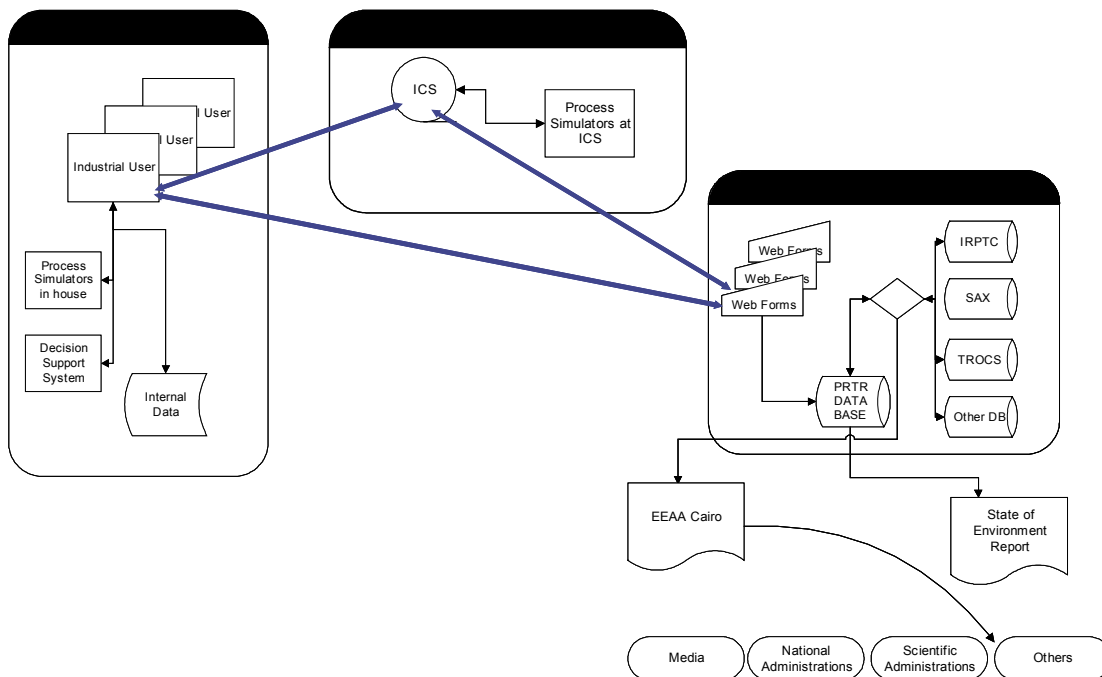 l User
l User
Industrial User
Process
Simulators
in house
Decision
Support
System
Internal
Data
ICS
Process
Simulators at
ICS
Web Forms
Web Forms
Web Forms
PRTR
DATA
BASE
IRPTC
SAX
TROCS
Other DB
EEAA Cairo
State of
Environment
Report
Media
National
Administrations
Scientific
Administrations
Others